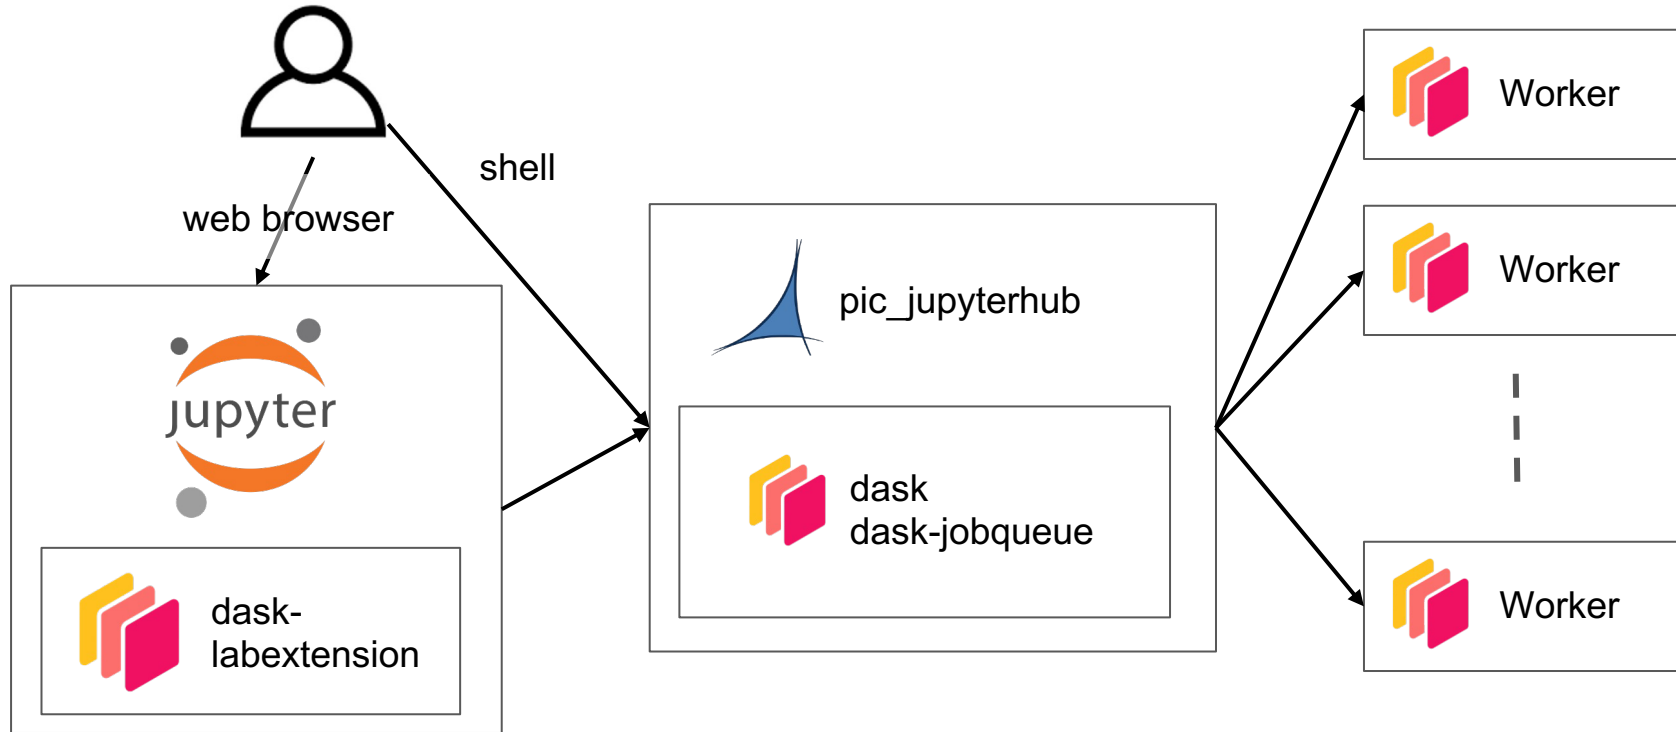 shell
web browser
jupyter
dask-
labextension
pic_jupyterhub
dask
dask-jobqueue
Worker
Worker
Worker